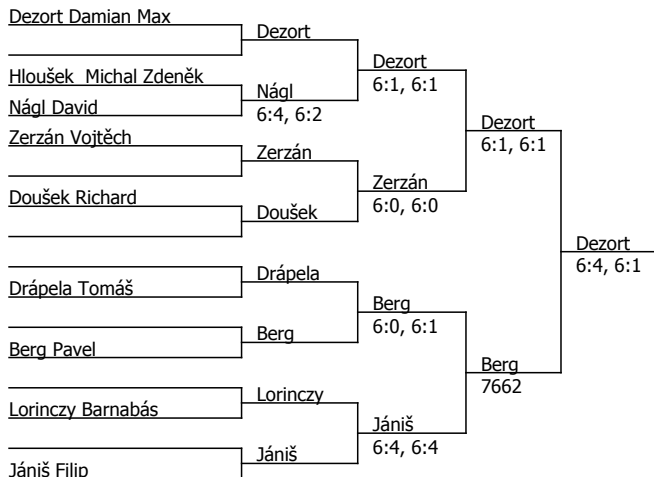 Dezort Damian Max
Dezort
Hloušek  Michal Zdeněk
Nágl David
Nágl
6:4, 6:2
Dezort
6:1, 6:1
Zerzán Vojtěch
Zerzán
Doušek Richard
Doušek
Zerzán
6:0, 6:0
Dezort
6:1, 6:1
Drápela Tomáš
Drápela
Berg Pavel
Berg
Berg
6:0, 6:1
Lorinczy Barnabás
Lorinczy
Jániš Filip
Jániš
Jániš
6:4, 6:4
Berg
7662
Dezort
6:4, 6:1